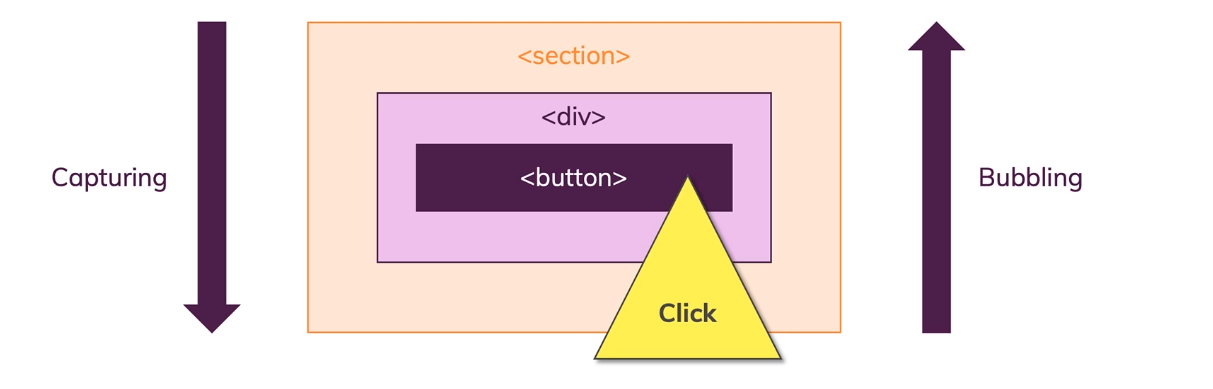 <section>
<div>
Capturing
<button>
Bubbling
Click